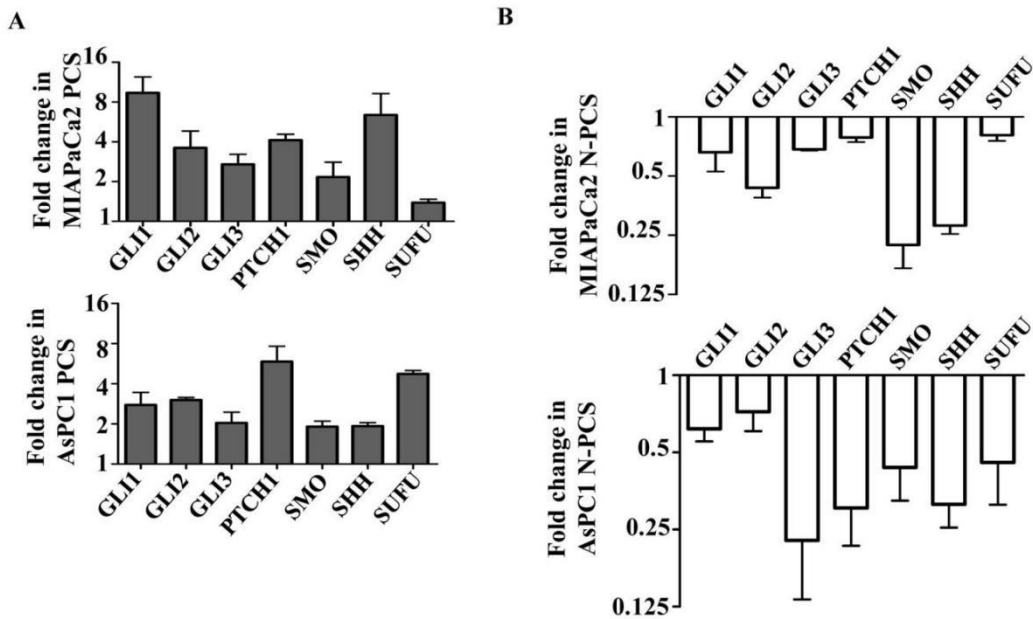 A
Fold change in
MIAPaCa2 PCS
16
8
4
2
1
GLI1
GLI2
GLI3
PTCH1
SMO
SHH
SUFU
Fold change in
AsPC1 PCS
16
8
4
2
1
GLI1
GLI2
GLI3
PTCH1
SMO
SHH
SUFU
B
Fold change in
MIAPaCa2 N-PCS
GLI1
GLI2
GLI3
PTCH1
SMO
SHH
SUFU
1
0.5
0.25
0.125
Fold change in
AsPC1 N-PCS
GLI1
GLI2
GLI3
PTCH1
SMO
SHH
SUFU
1
0.5
0.25
0.125